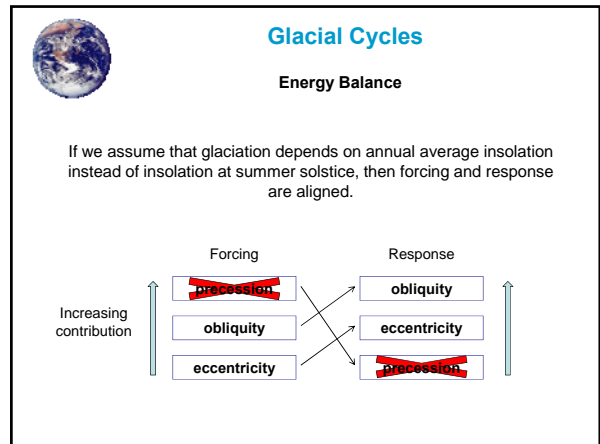 Glacial Cycles
Energy Balance
If we assume that glaciation depends on annual average insolation
instead of insolation at summer solstice, then forcing and response
are aligned.
Forcing
Response
precession
obliquity
Increasing
contribution
obliquity
eccentricity
eccentricity
precession